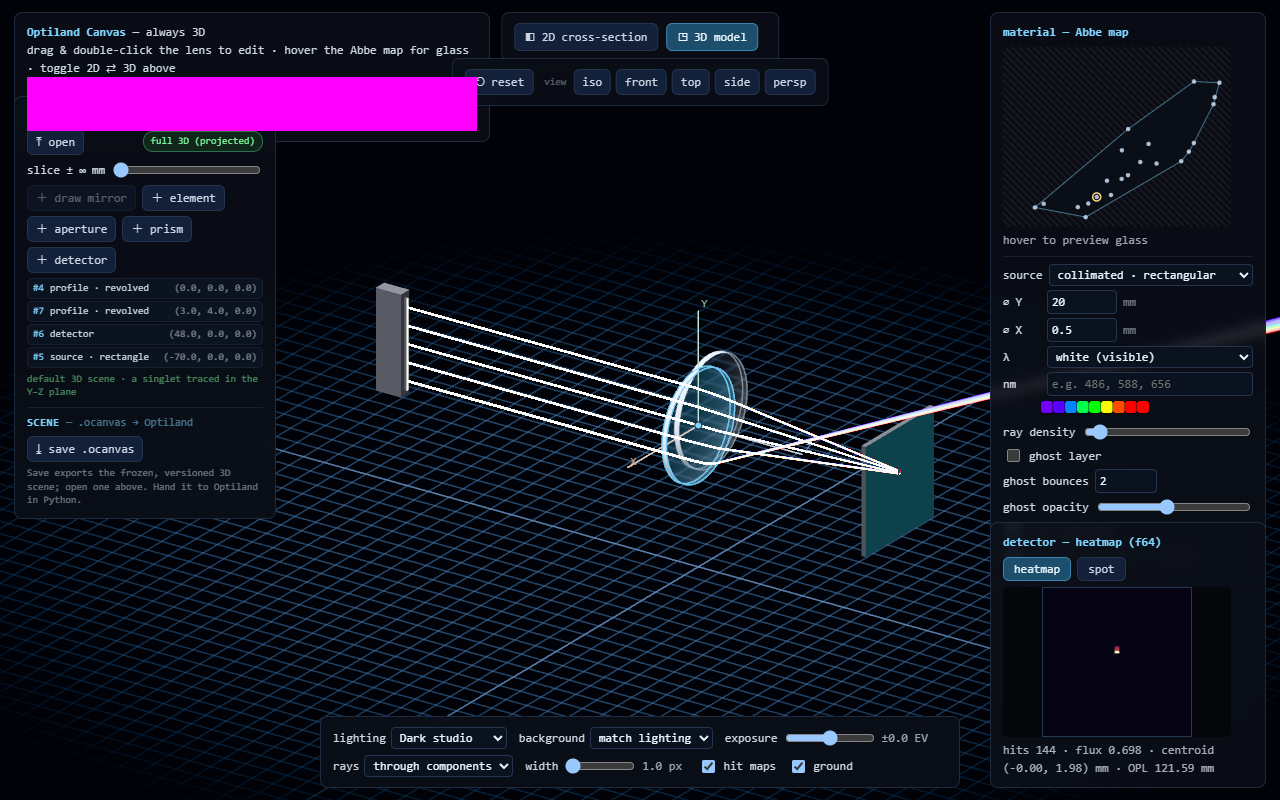 Optiland Canvas — always 3D
drag & double-click the lens to edit · hover the Abbe map for glass
· toggle 2D ⇄ 3D above
2D cross-section
3D model
reset
view
iso
front
top
side
persp
open
full 3D (projected)
slice ± ∞ mm
+ draw mirror
+ element
+ aperture
+ prism
+ detector
#4 profile · revolved (0.0, 0.0, 0.0)
#7 profile · revolved (3.0, 4.0, 0.0)
#6 detector (48.0, 0.0, 0.0)
#5 source · rectangle (-70.0, 0.0, 0.0)
default 3D scene · a singlet traced in the
Y-Z plane
SCENE — .ocanvas → Optiland
save .ocanvas
Save exports the frozen, versioned 3D
scene; open one above. Hand it to Optiland
in Python.
Y
X
material — Abbe map
hover to preview glass
source collimated · rectangular
⌀ Y 20 mm
⌀ X 0.5 mm
λ white (visible)
nm e.g. 486, 588, 656
ray density
ghost layer
ghost bounces 2
ghost opacity
detector — heatmap (f64)
heatmap
spot
hits 144 · flux 0.698 · centroid
(-0.00, 1.98) mm · OPL 121.59 mm
lighting Dark studio background match lighting exposure ±0.0 EV
rays through components width 1.0 px hit maps ground